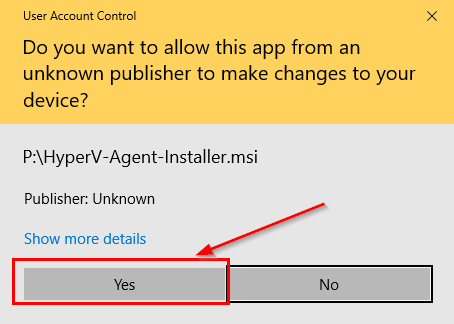 User Account Control
Do you want to allow this app from an
unknown publisher to make changes to your
device?
P:\HyperV-Agent-Installer.msi
Publisher: Unknown
Show more details
Yes
No